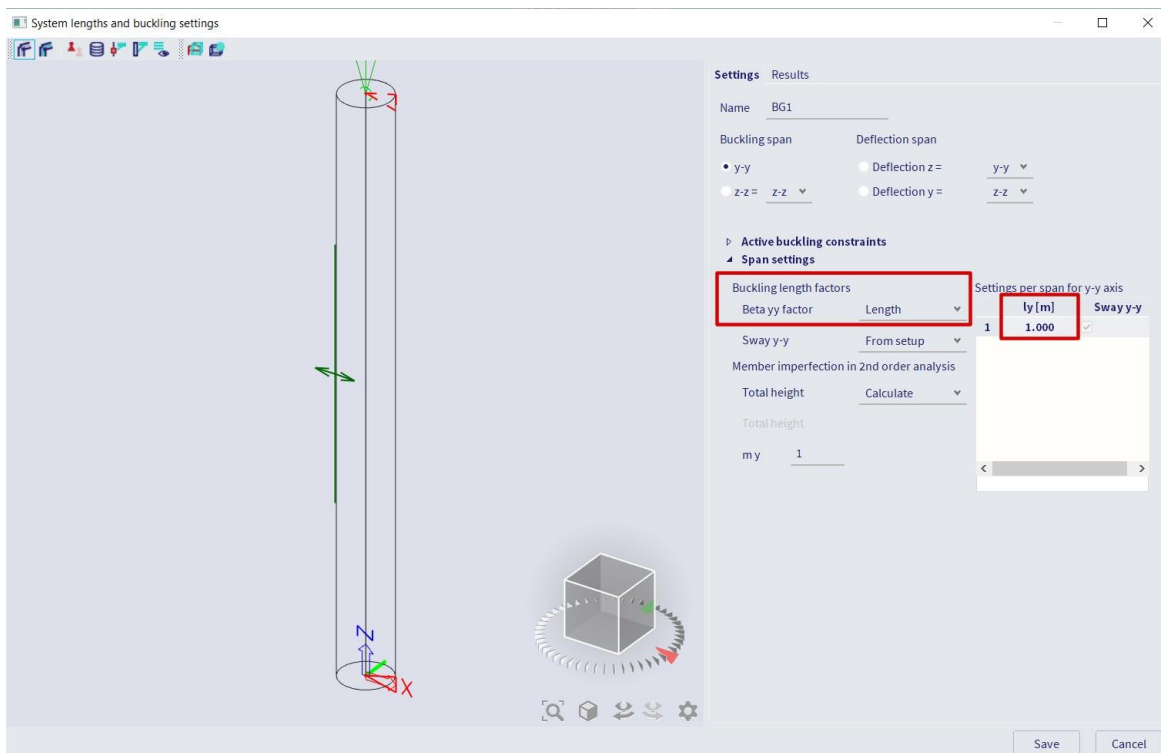 System lengths and buckling settings
Settings Results
Name BG1
Buckling span Deflection span
y-y Deflection z = y-y
z-z = z-z Deflection y = z-z
Active buckling constraints
Span settings
Buckling length factors Settings per span for y-y axis
ly [m] Sway y-y
Beta yy factor Length
1 1.000
Sway y-y From setup
Member imperfection in 2nd order analysis
Total height Calculate
Total height
m y 1
Z
X
Save Cancel